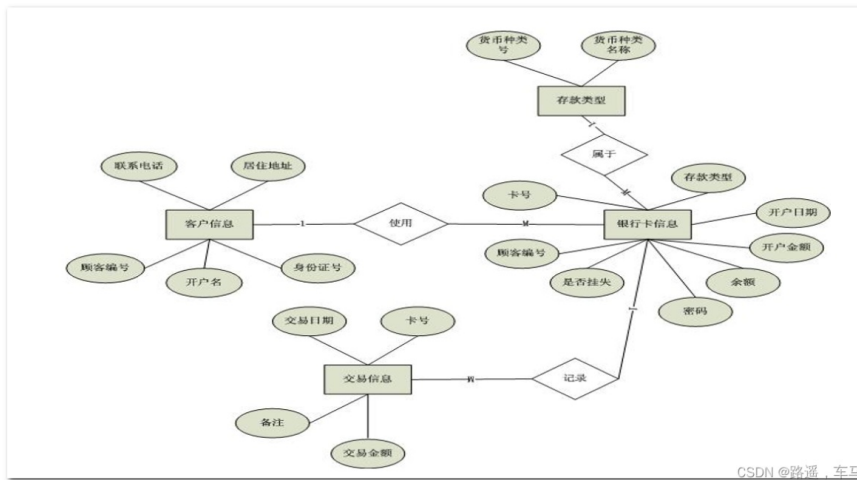 货币种类
号
货币种类
名称
存款类型
属于
联系电话
居住地址
卡号
存款类型
客户信息
1
使用
M
银行卡信息
开户日期
顾客编号
开户名
身份证号
顾客编号
是否挂失
开户金额
余额
密码
交易日期
卡号
1
交易信息
记录
备注
交易金额
CSDN @路遥，车马